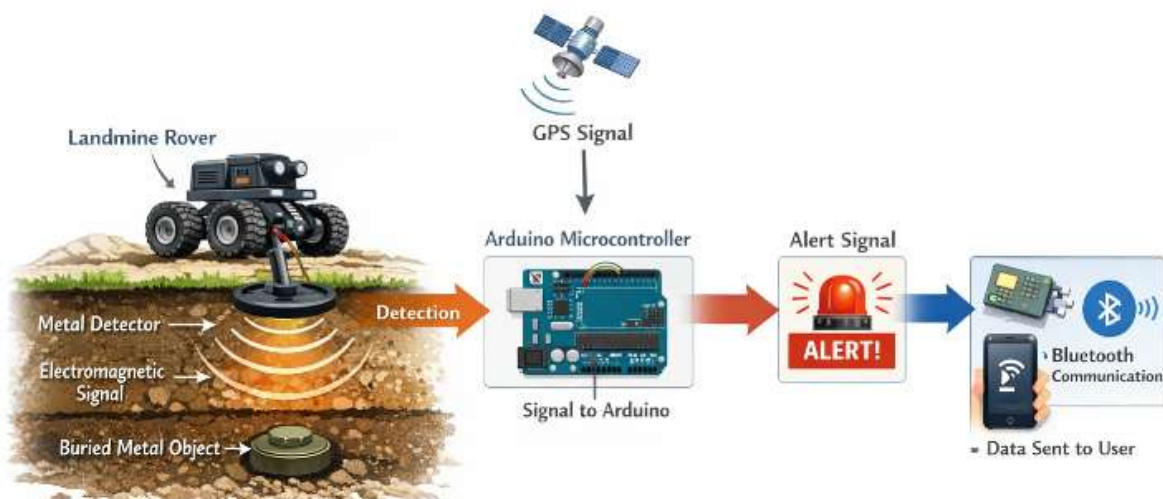 GPS Signal
Landmine Rover
Arduino Microcontroller
Alert Signal
Metal Detector
Detection
ALERT!
Electromagnetic
Signal
Bluetooth
Communication
Signal to Arduino
Buried Metal Object
Data Sent to User